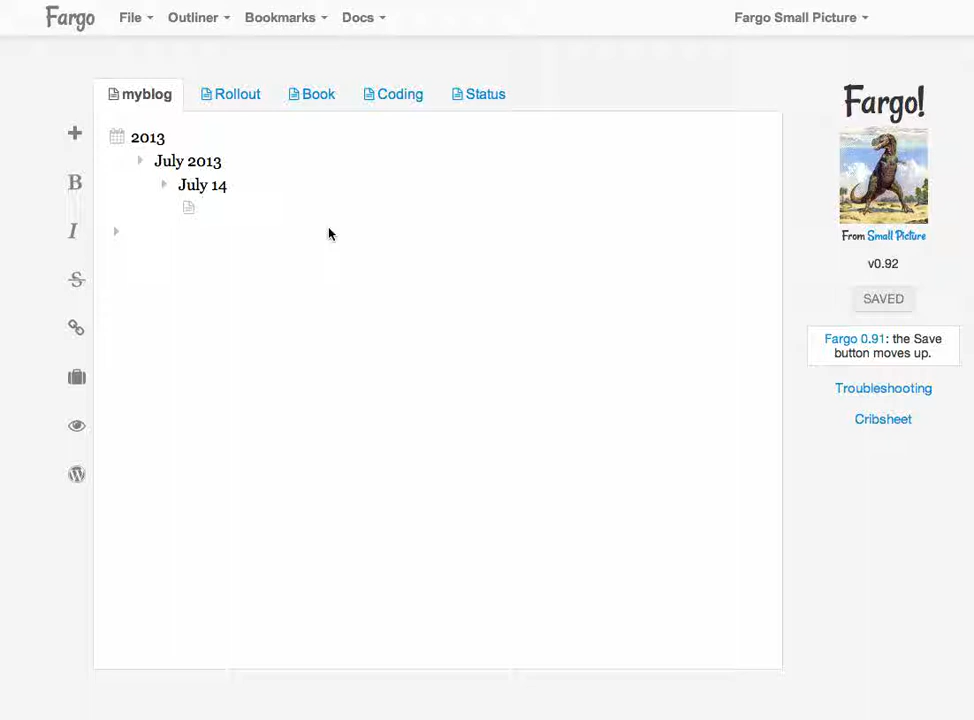 Fargo File Outliner Bookmarks Docs Fargo Small Picture
myblog Rollout Book Coding Status
2013
July 2013
July 14
B
I
S
Fargo!
From Small Picture
v0.92
SAVED
Fargo 0.91: the Save
button moves up.
Troubleshooting
Cribsheet